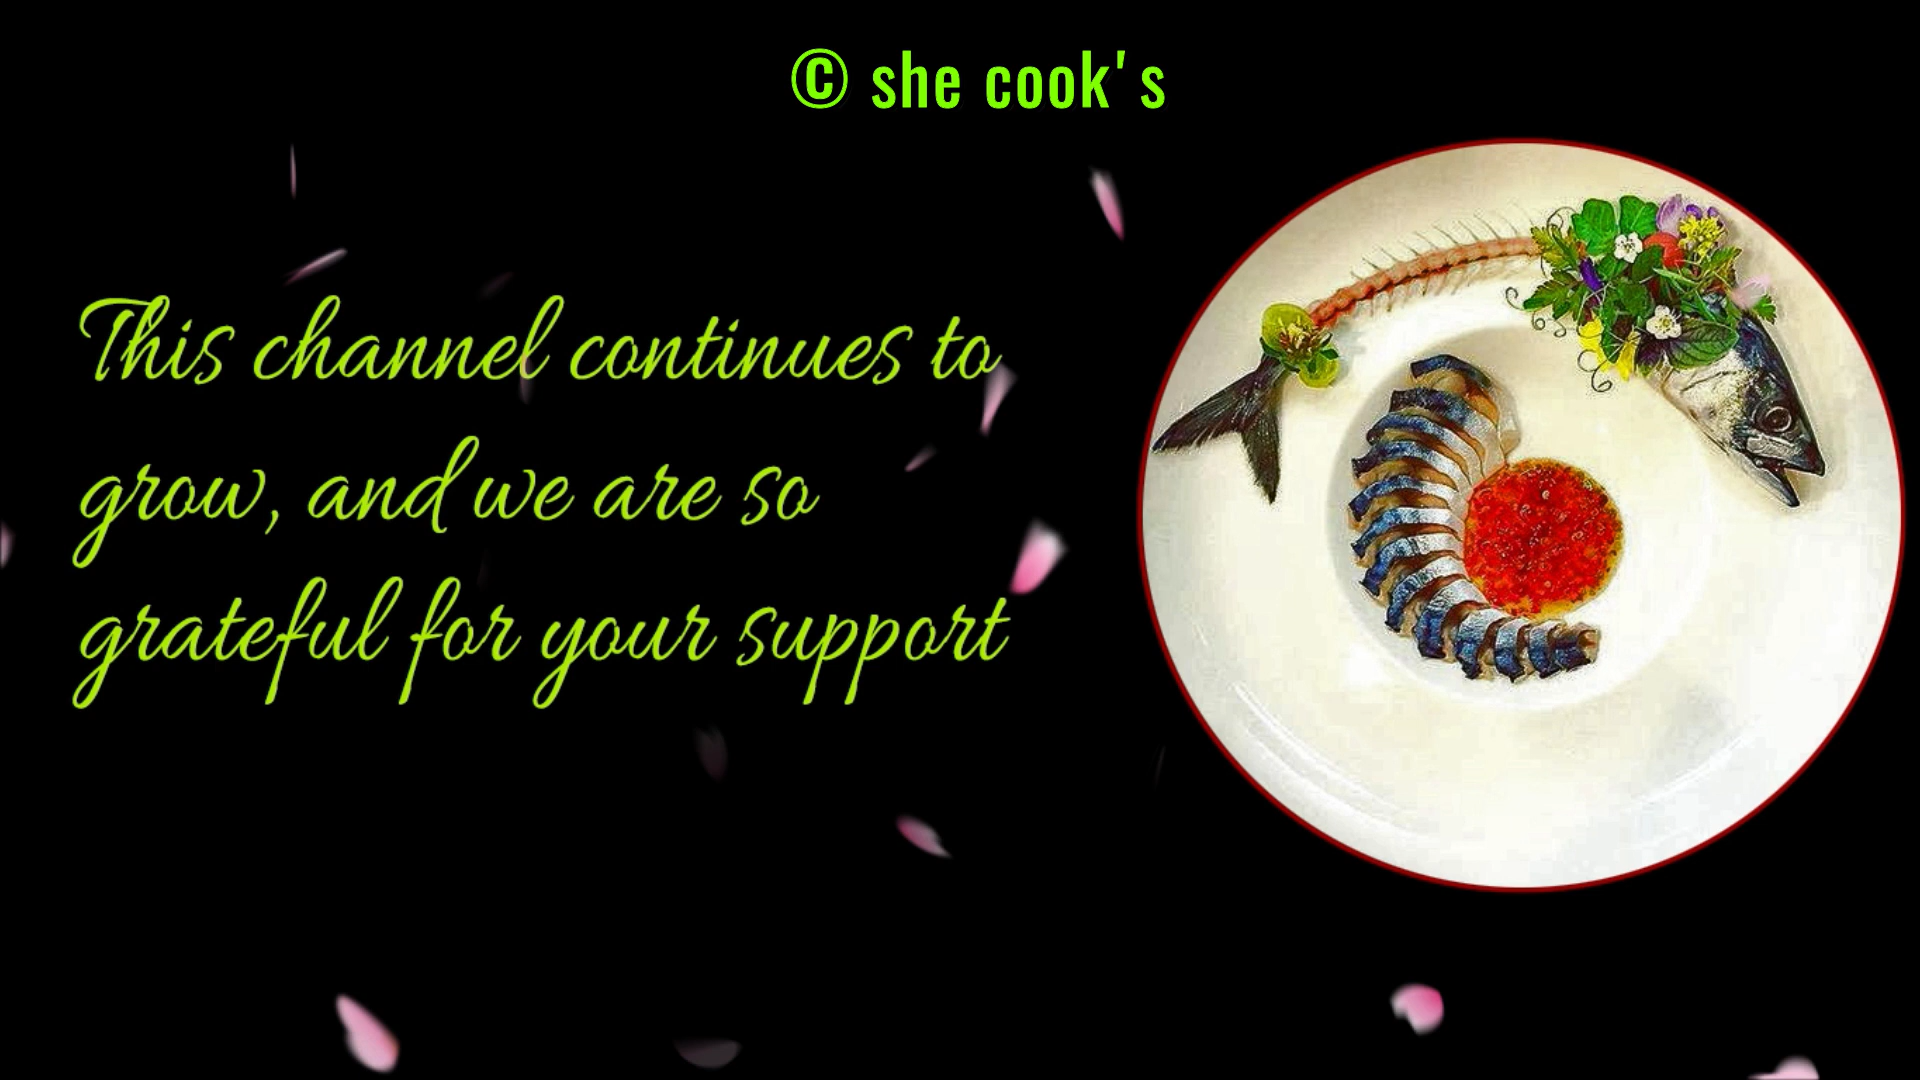 © she cook's
This channel continues to
grow, and we are so
grateful for your support